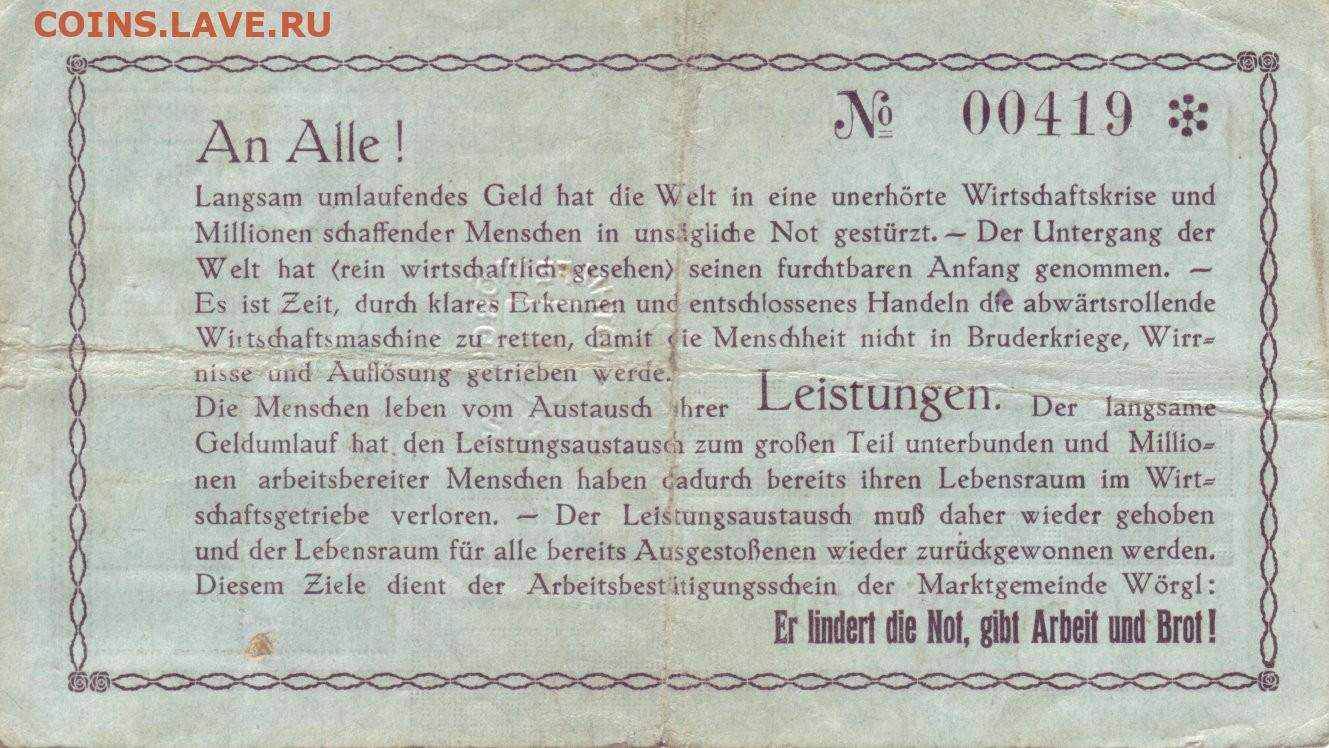 COINS.LAVE.RU
№ 00419
An Alle!
Langsam umlaufendes Geld hat die Welt in eine unerhörte Wirtschaftskrise und
Millionen schaffender Menschen in unsägliche Not gestürzt. — Der Untergang der
Welt hat (rein wirtschaftlich gesehen) seinen furchtbaren Anfang genommen. —
Es ist Zeit, durch klares Erkennen und entschlossenes Handeln die abwärtsrollende
Wirtschaftsmaschine zu retten, damit die Menschheit nicht in Bruderkriege, Wirr=
nisse und Auflösung getrieben werde.
Die Menschen leben vom Austausch ihrer Leistungen. Der langsame
Geldumlauf hat den Leistungsaustausch zum großen Teil unterbunden und Millio=
nen arbeitsbereiter Menschen haben dadurch bereits ihren Lebensraum im Wirt=
schaftsgetriebe verloren. — Der Leistungsaustausch muß daher wieder gehoben
und der Lebensraum für alle bereits Ausgestoßenen wieder zurückgewonnen werden.
Diesem Ziele dient der Arbeitsbestätigungsschein der Marktgemeinde Wörgl:
Er lindert die Not, gibt Arbeit und Brot!